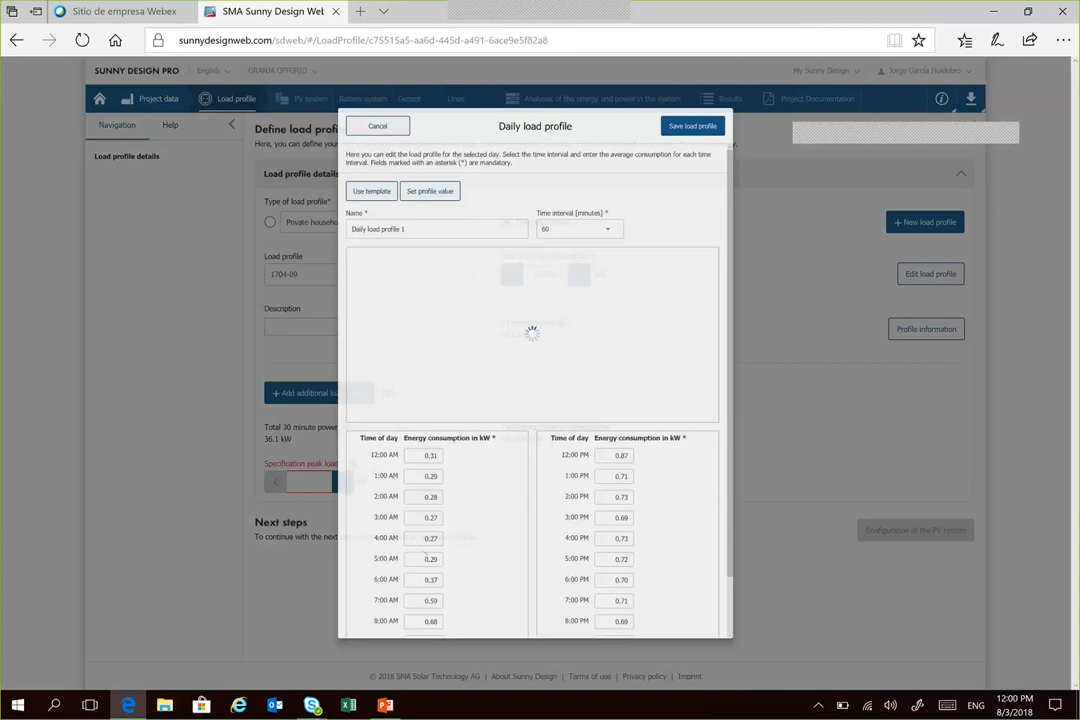 Sitio de empresa Webex
SMA Sunny Design Web
sunnydesignweb.com/sdweb/#/LoadProfile/c75515a5-aa6d-445d-a491-6ace9e5f82a8
SUNNY DESIGN PRO
English
GRANJA OFFGRID
My Sunny Design
Jorge García Huidobro
Project data
Load profile
PV system
Battery system
Genset
Lines
Analyses of the energy and power in the system
Results
Project Documentation
Navigation
Help
Load profile details
Define load profi
Here, you can define your
Load profile details
Type of load profile*
Private househo
Load profile
1704-09
Description
+ Add additional lo
Total 30 minute power
36.1 kW
Specification peak load
Next steps
To continue with the next
+ New load profile
Edit load profile
Profile information
Configuration of the PV system
Cancel
Daily load profile
Save load profile
Here you can edit the load profile for the selected day. Select the time interval and enter the average consumption for each time
interval. Fields marked with an asterisk (*) are mandatory.
Use template
Set profile value
Name *
Time interval [minutes] *
Daily load profile 1
60
Time of day Energy consumption in kW *
12:00 AM 0.31
1:00 AM 0.29
2:00 AM 0.28
3:00 AM 0.27
4:00 AM 0.27
5:00 AM 0.29
6:00 AM 0.37
7:00 AM 0.59
8:00 AM 0.68
Time of day Energy consumption in kW *
12:00 PM 0.87
1:00 PM 0.71
2:00 PM 0.73
3:00 PM 0.69
4:00 PM 0.73
5:00 PM 0.72
6:00 PM 0.70
7:00 PM 0.71
8:00 PM 0.69
© 2018 SMA Solar Technology AG | About Sunny Design | Terms of use | Privacy policy | Imprint
ENG
12:00 PM
8/3/2018